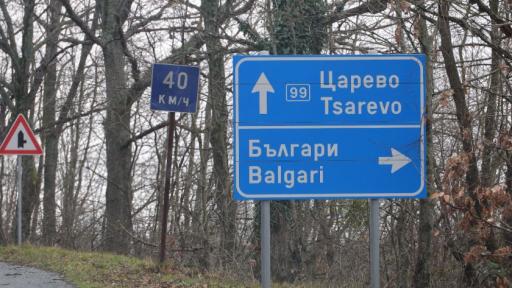 40
КМ/Ч
99
Царево
Tsarevo
Българи
Balgari